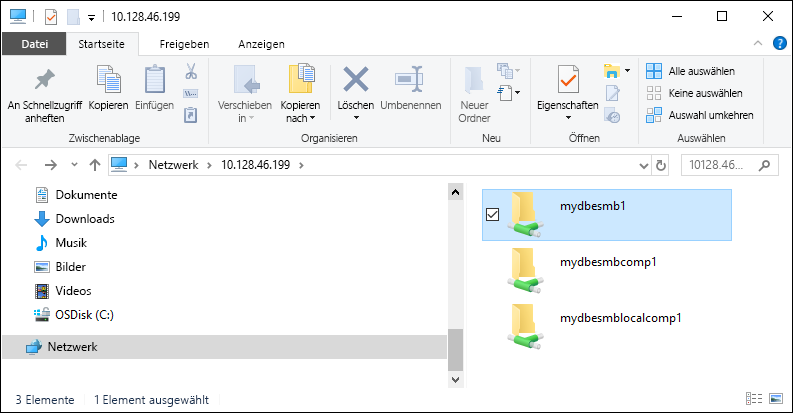 10.128.46.199
Datei Startseite Freigeben Anzeigen
An Schnellzugriff anheften
Kopieren
Einfügen
Verschieben in
Kopieren nach
Löschen
Umbenennen
Neuer Ordner
Eigenschaften
Alle auswählen
Keine auswählen
Auswahl umkehren
Zwischenablage Organisieren Neu Öffnen Auswählen
Netzwerk 10.128.46.199
10128.46...
Dokumente
Downloads
Musik
Bilder
Videos
OSDisk (C:)
Netzwerk
mydbesmb1
mydbesmbcomp1
mydbesmblocalcomp1
3 Elemente 1 Element ausgewählt